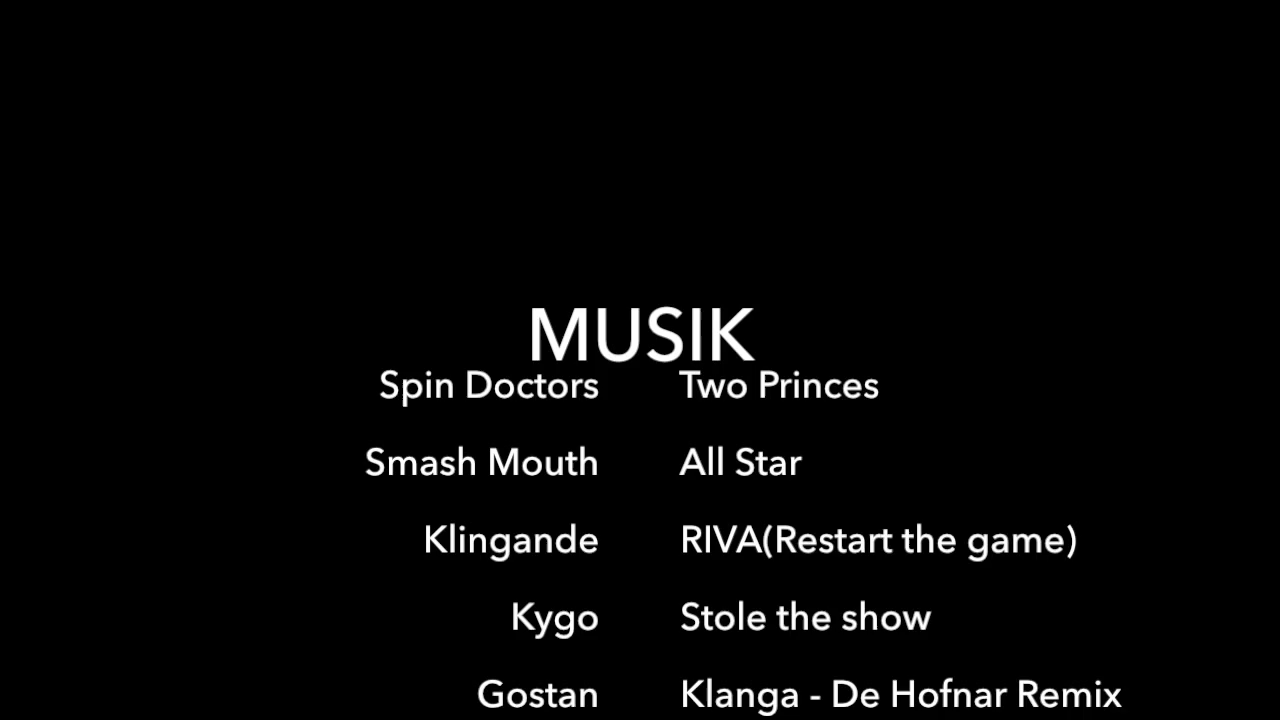 MUSIK
Spin Doctors Two Princes
Smash Mouth All Star
Klingande RIVA(Restart the game)
Kygo Stole the show
Gostan Klanga - De Hofnar Remix